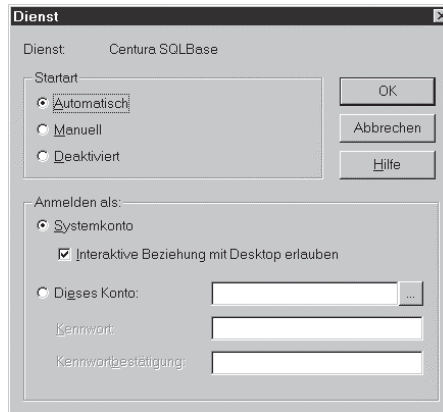 Dienst
Dienst: Centura SQLBase
Startart
Automatisch
Manuell
Deaktiviert
OK
Abbrechen
Hilfe
Anmelden als:
Systemkonto
Interaktive Beziehung mit Desktop erlauben
Dieses Konto:
...
Kennwort:
Kennwortbestätigung: